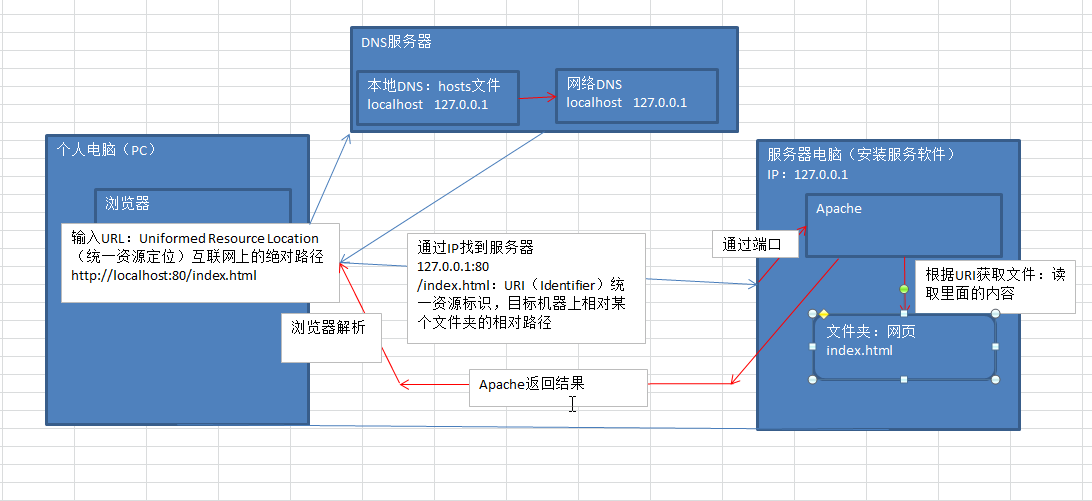 DNS服务器
本地DNS：hosts文件
localhost 127.0.0.1
网络DNS
localhost 127.0.0.1
个人电脑（PC）
浏览器
输入URL：Uniformed Resource Location
（统一资源定位）互联网上的绝对路径
http://localhost:80/index.html
浏览器解析
通过IP找到服务器
127.0.0.1:80
/index.html：URI（Identifier）统
一资源标识，目标机器上相对某
个文件夹的相对路径
Apache返回结果
服务器电脑（安装服务软件）
IP：127.0.0.1
Apache
通过端口
根据URI获取文件：读
取里面的内容
文件夹：网页
index.html